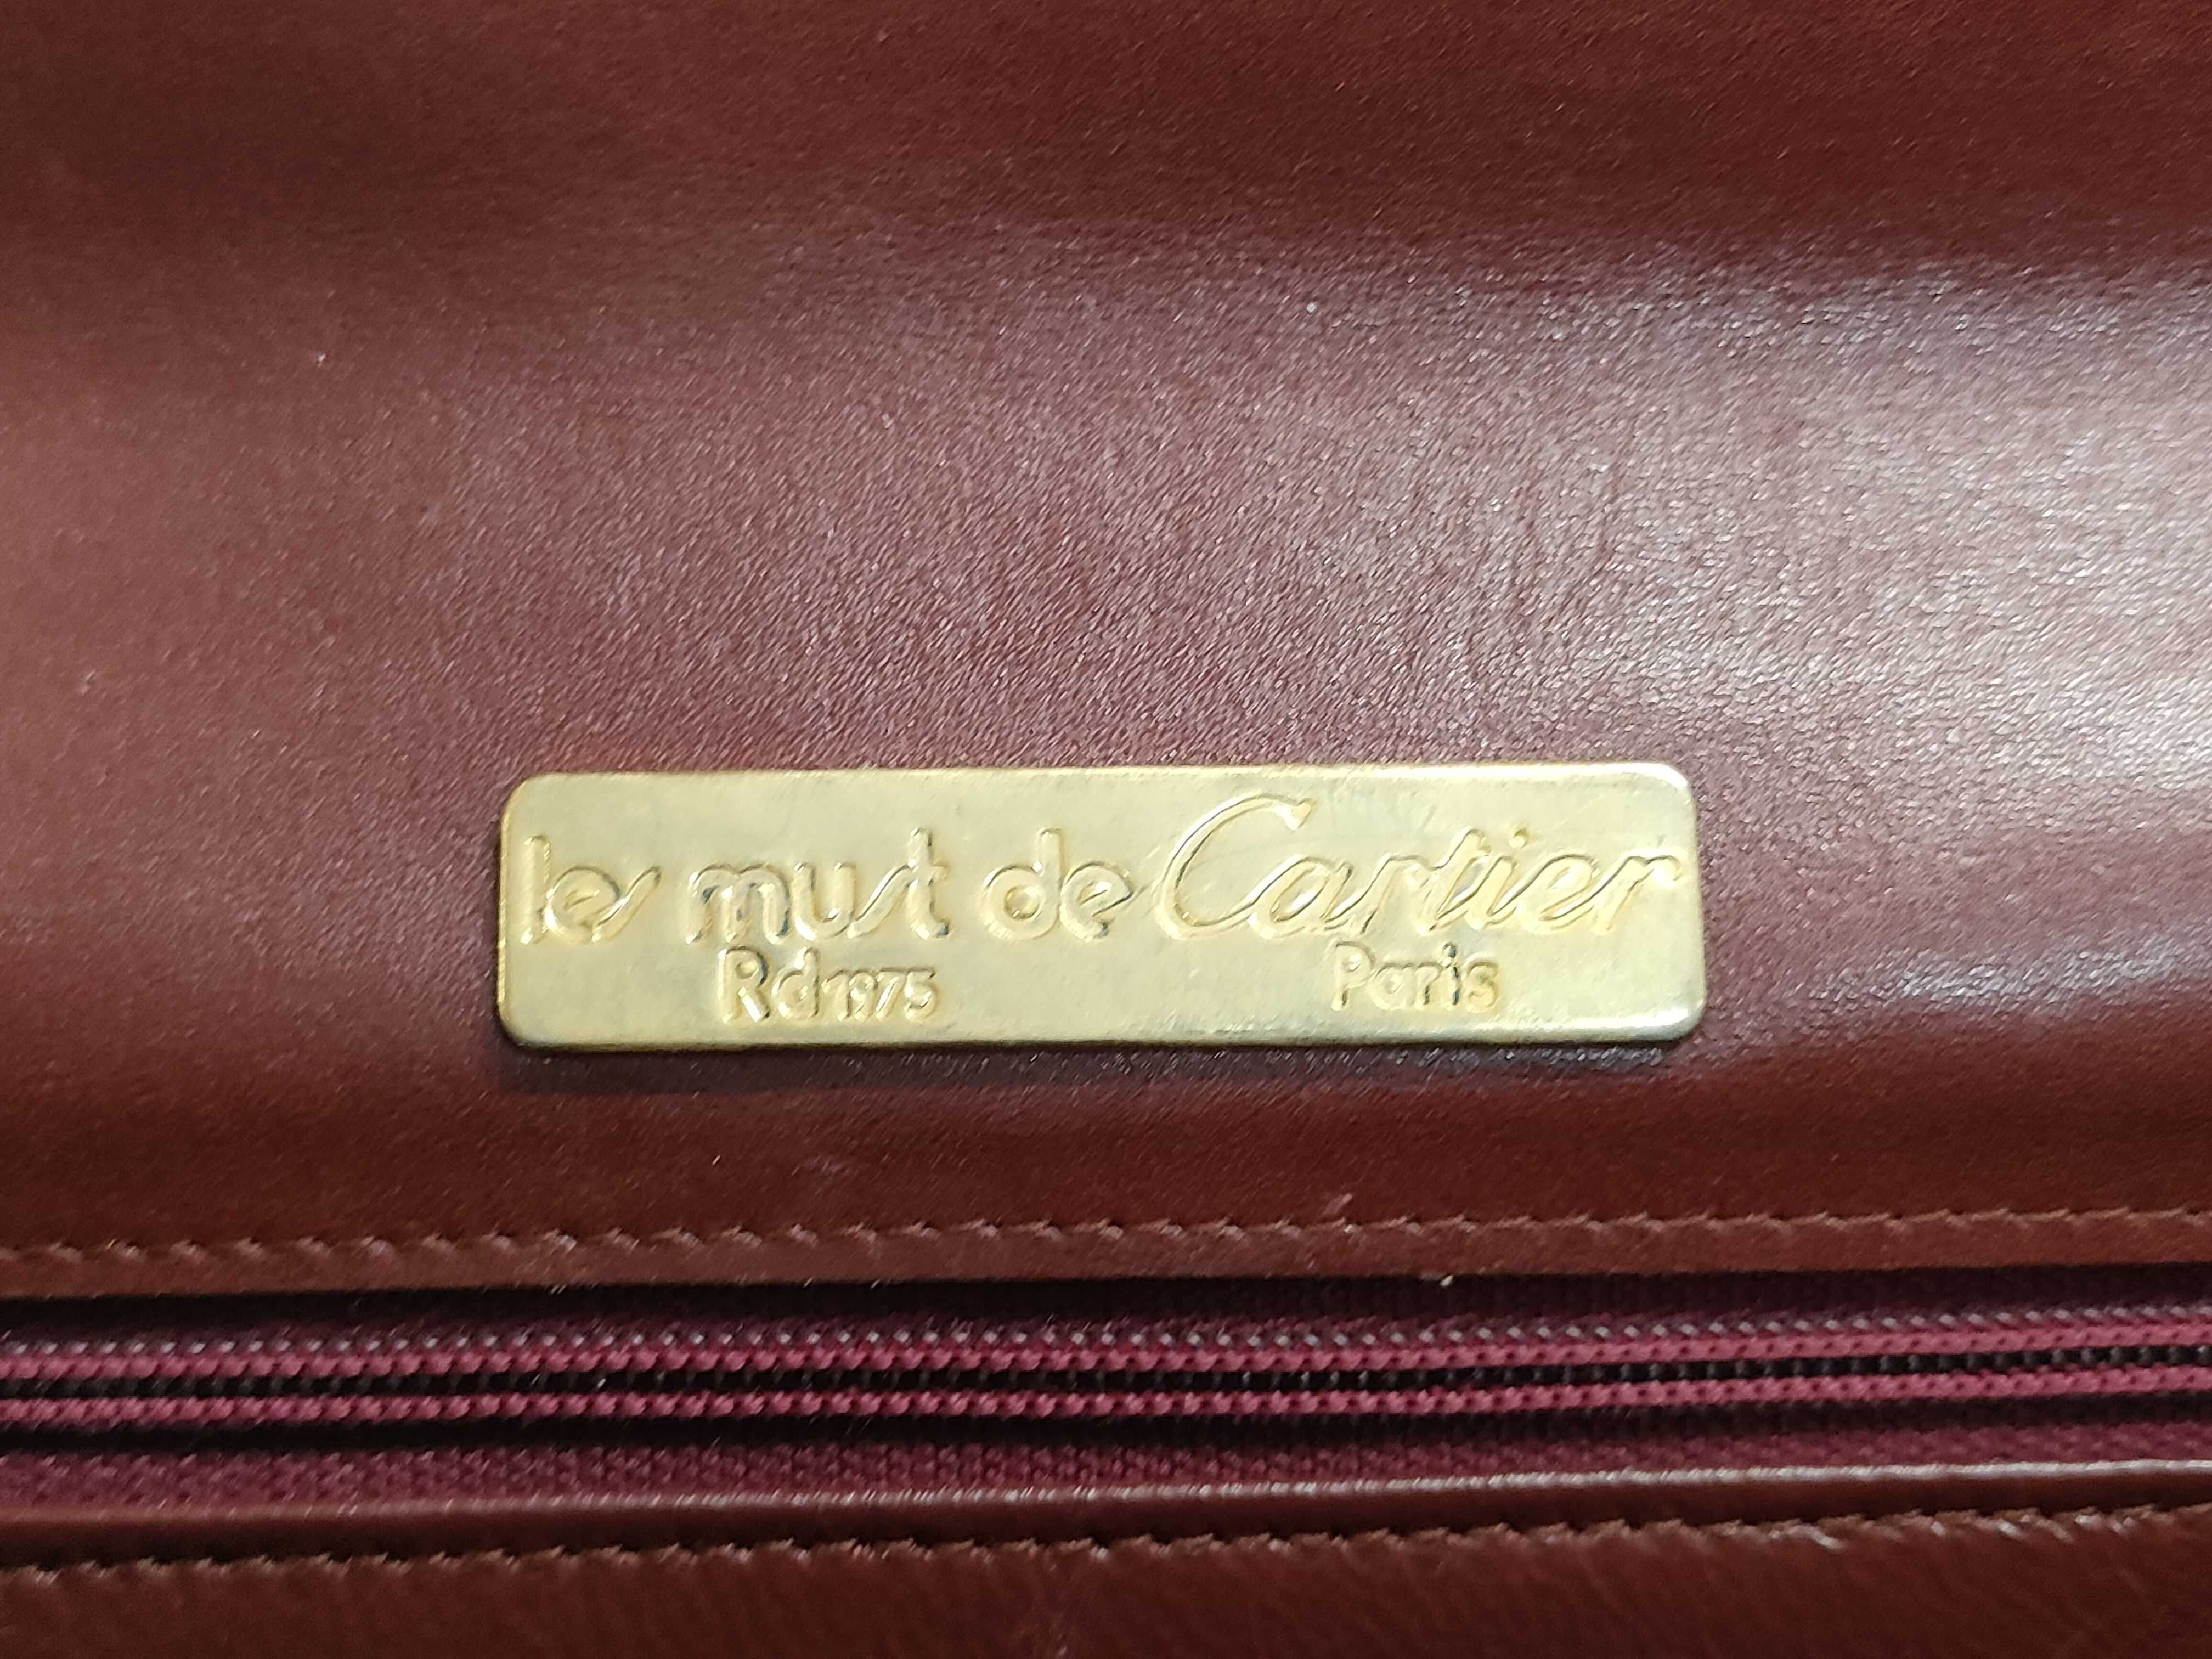 les must de Cartier
Rd 1975 Paris